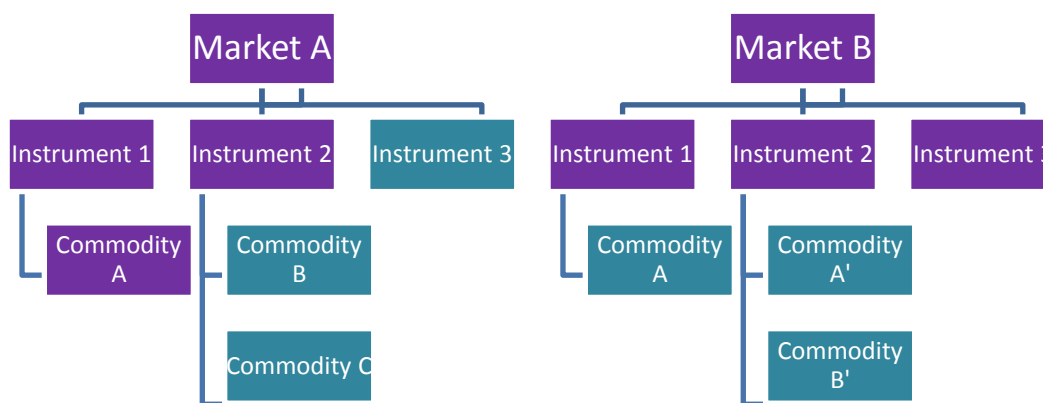 Market A
Market B
Instrument 1
Instrument 2
Instrument 3
Instrument 1
Instrument 2
Instrument 3
Commodity
A
Commodity
B
Commodity
A
Commodity
A'
Commodity C
Commodity
B'